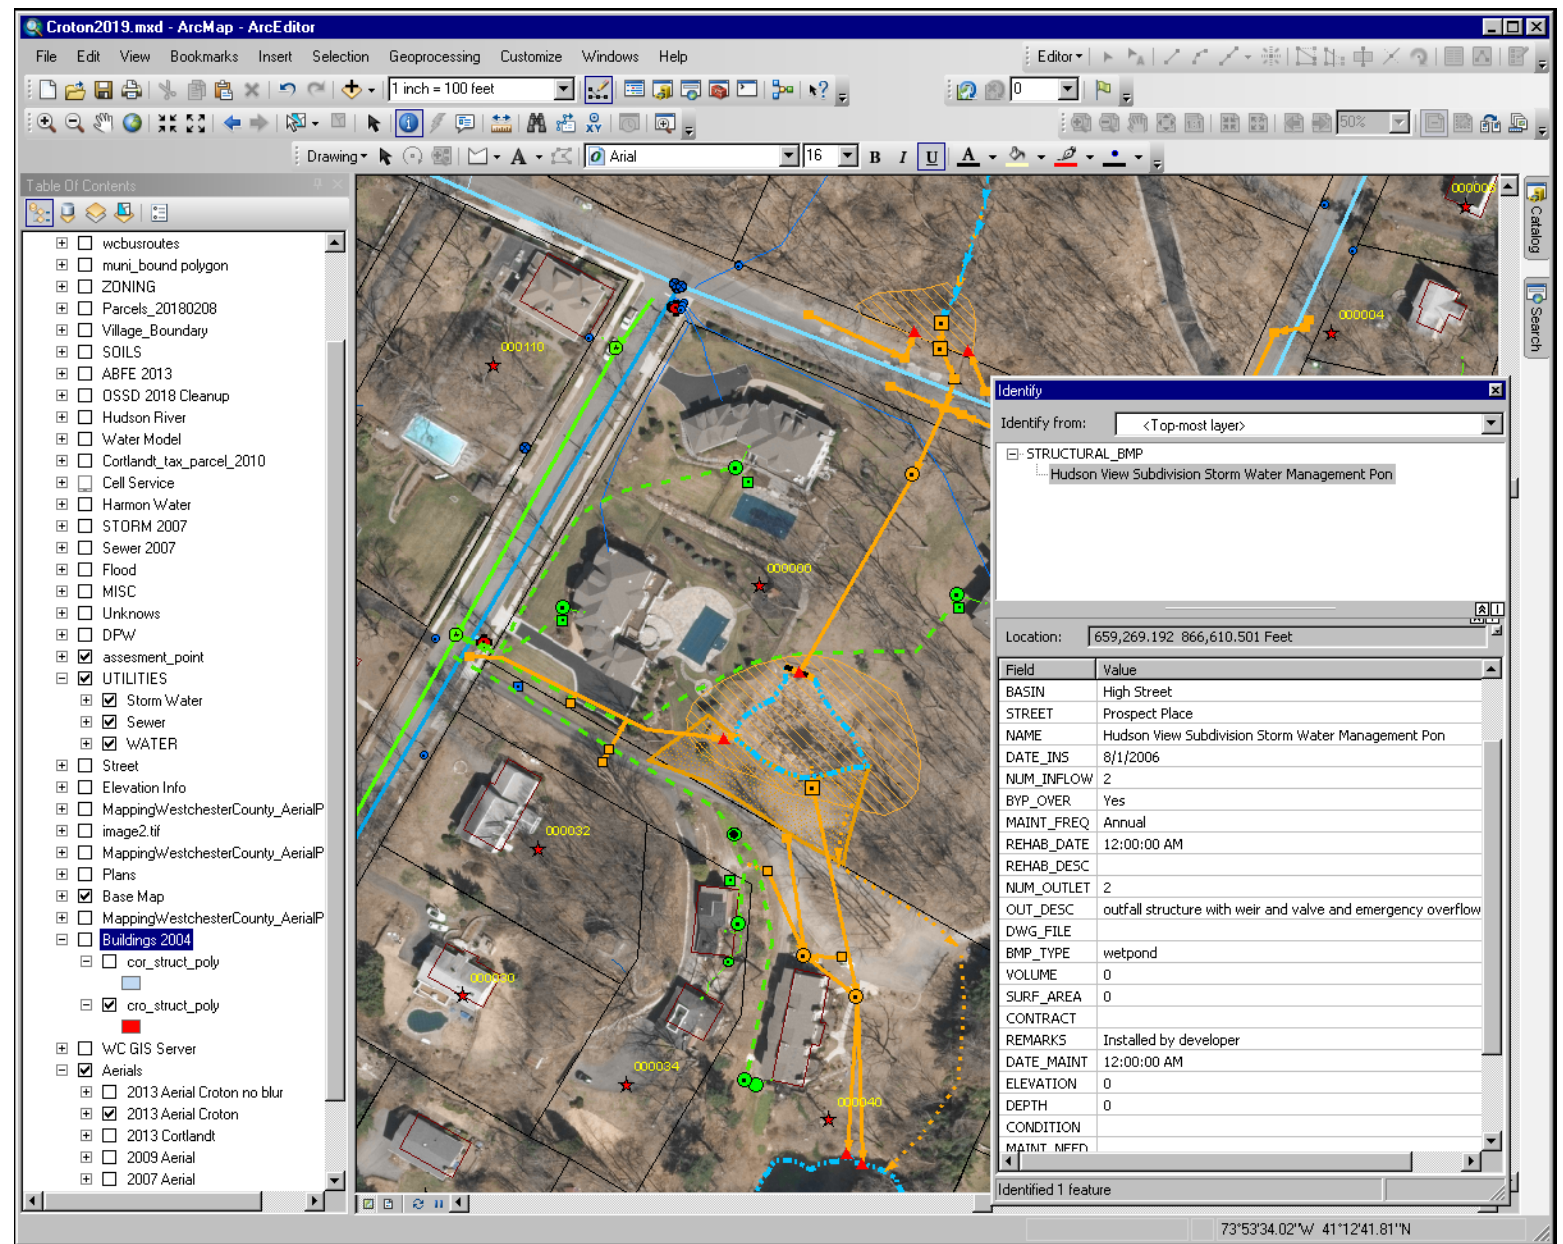 Croton2019.mxd - ArcMap - ArcEditor
File Edit View Bookmarks Insert Selection Geoprocessing Customize Windows Help
Editor
1 inch = 100 feet
0
50%
Drawing
A
Arial
16
B I U A
Table Of Contents
wcbusroutes
muni_bound polygon
ZONING
Parcels_20180208
Village_Boundary
SOILS
ABFE 2013
OSSD 2018 Cleanup
Hudson River
Water Model
Cortlandt_tax_parcel_2010
Cell Service
Harmon Water
STORM 2007
Sewer 2007
Flood
MISC
Unknows
DPW
assesment_point
UTILITIES
Storm Water
Sewer
WATER
Street
Elevation Info
MappingWestchesterCounty_AerialP
image2.tif
MappingWestchesterCounty_AerialP
Plans
Base Map
MappingWestchesterCounty_AerialP
Buildings 2004
cor_struct_poly
cro_struct_poly
WC GIS Server
Aerials
2013 Aerial Croton no blur
2013 Aerial Croton
2013 Cortlandt
2009 Aerial
2007 Aerial
000110
000004
000000
000032
000030
000034
000040
Catalog
Search
Identify
Identify from: <Top-most layer>
STRUCTURAL_BMP
Hudson View Subdivision Storm Water Management Pon
Location: 659,269.192 866,610.501 Feet
Field Value
BASIN High Street
STREET Prospect Place
NAME Hudson View Subdivision Storm Water Management Pon
DATE_INS 8/1/2006
NUM_INFLOW 2
BYP_OVER Yes
MAINT_FREQ Annual
REHAB_DATE 12:00:00 AM
REHAB_DESC
NUM_OUTLET 2
OUT_DESC outfall structure with weir and valve and emergency overflow
DWG_FILE
BMP_TYPE wetpond
VOLUME 0
SURF_AREA 0
CONTRACT
REMARKS Installed by developer
DATE_MAINT 12:00:00 AM
ELEVATION 0
DEPTH 0
CONDITION
MAINT_NEED
Identified 1 feature
73°53'34.02"W 41°12'41.81"N